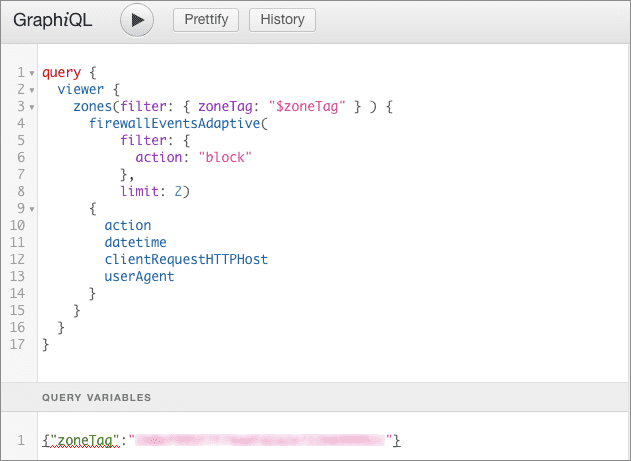 GraphiQL Prettify History
1 query {
2 viewer {
3 zones(filter: { zoneTag: "$zoneTag" } ) {
4 firewallEventsAdaptive(
5 filter: {
6 action: "block"
7 },
8 limit: 2)
9 {
10 action
11 datetime
12 clientRequestHTTPHost
13 userAgent
14 }
15 }
16 }
17 }
QUERY VARIABLES
1 {"zoneTag":" "}